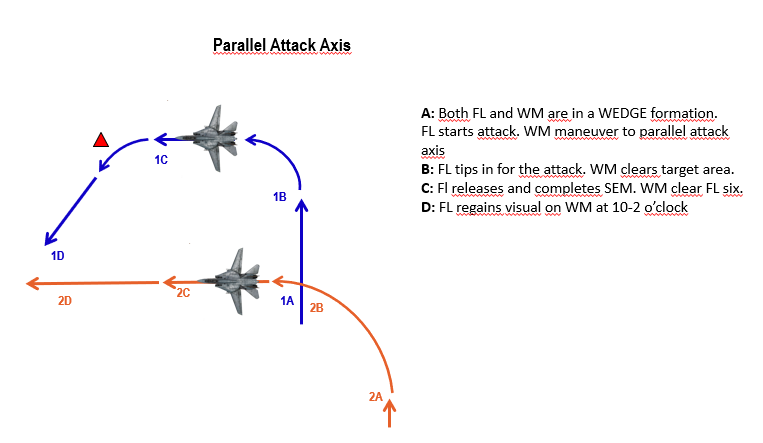 Parallel Attack Axis
A: Both FL and WM are in a WEDGE formation.
FL starts attack. WM maneuver to parallel attack
axis
B: FL tips in for the attack. WM clears target area.
C: Fl releases and completes SEM. WM clear FL six.
D: FL regains visual on WM at 10-2 o'clock
1C
1B
1D
2D
2C
1A
2B
2A